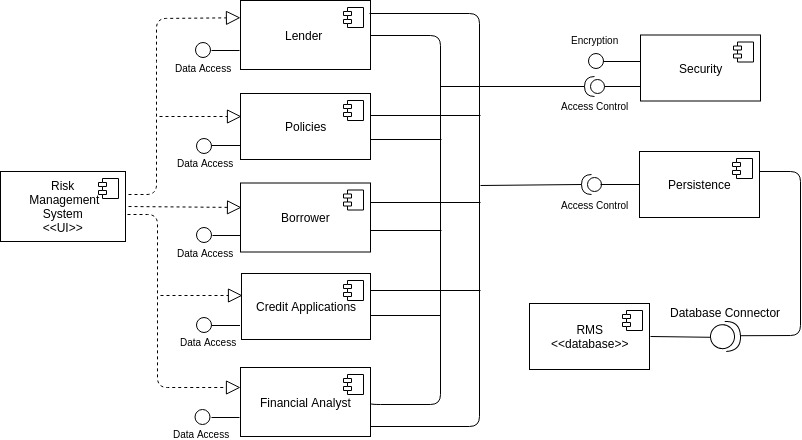 Lender
Data Access
Policies
Data Access
Risk
Management
System
<<UI>>
Borrower
Data Access
Credit Applications
Data Access
Financial Analyst
Data Access
Encryption
Security
Access Control
Persistence
Access Control
Database Connector
RMS
<<database>>